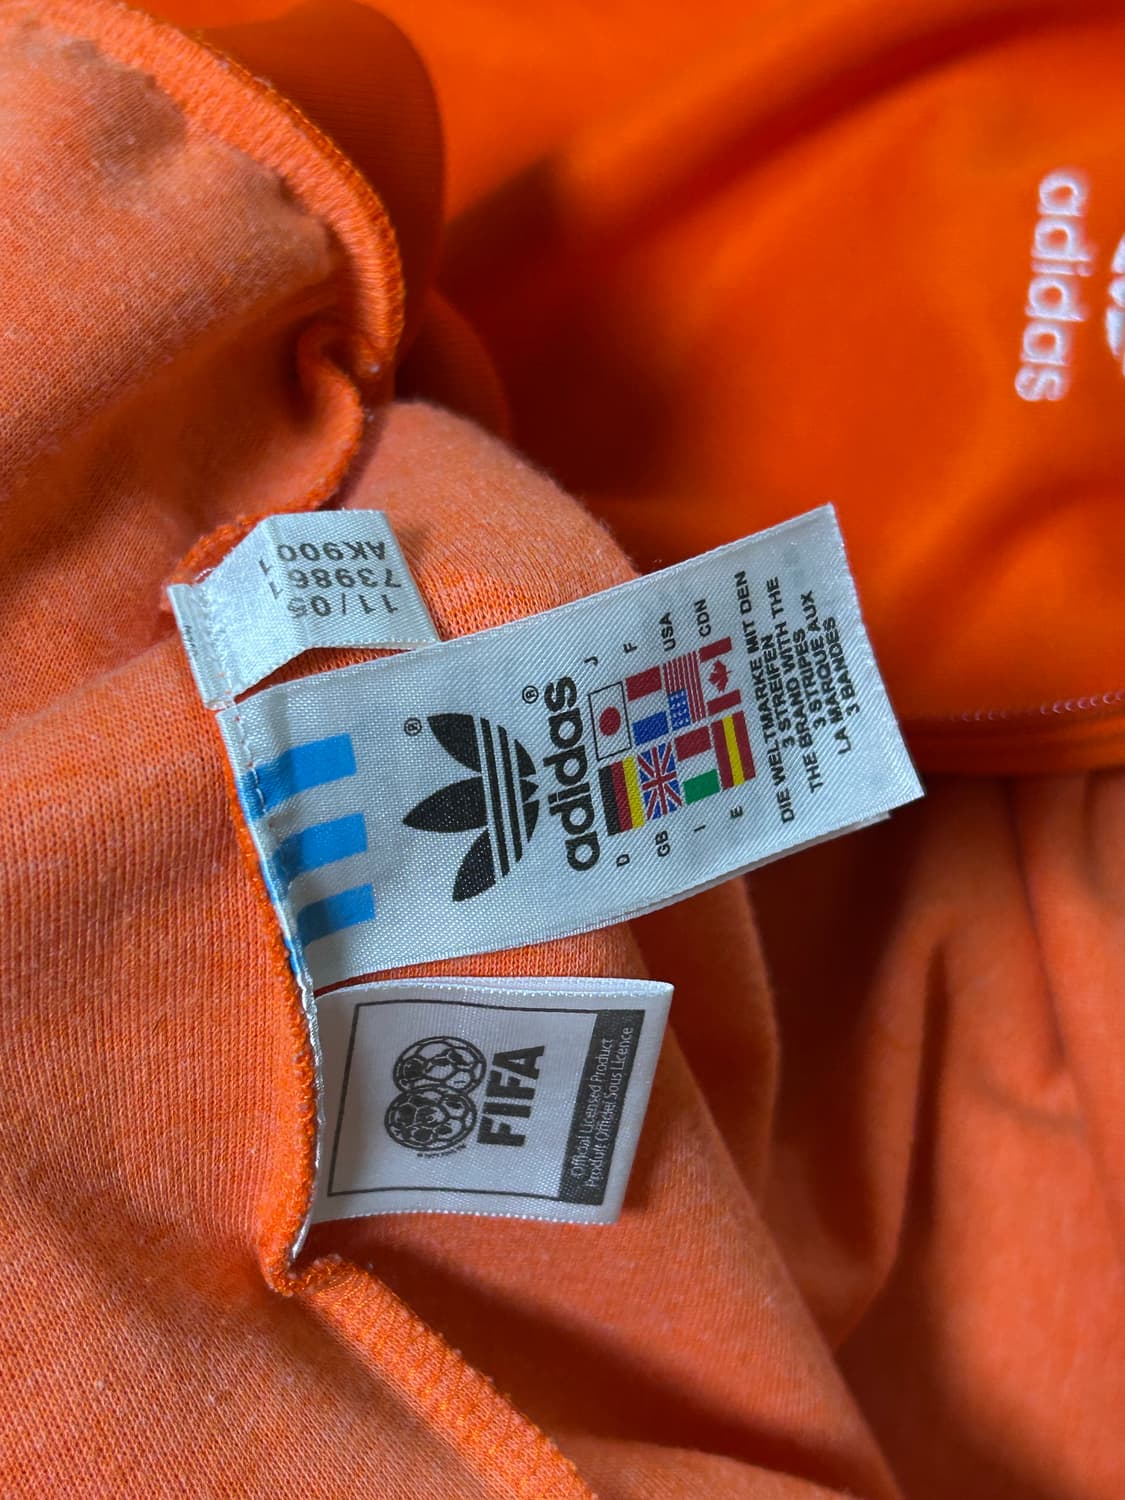 adidas
11/05
739861
AK900
®
adidas®
J
F
USA
CDN
D
GB
I
E
DIE WELTMARKE MIT DEN
3 STREIFEN THE
BRAND WITH THE
3 STRIPES
LA MARQUE AUX
3 BANDES
FIFA
Official Licensed Product
Produit Officiel Sous Licence